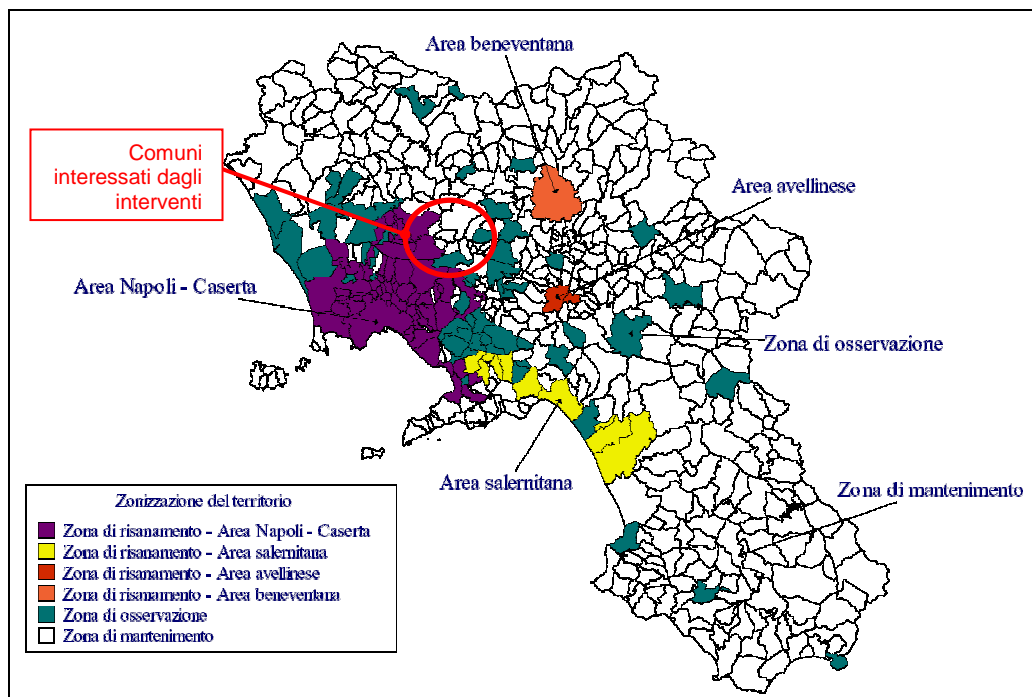 Area beneventana
Comuni
interessati dagli
interventi
Area avellinese
Area Napoli - Caserta
Zona di osservazione
Area salernitana
Zona di mantenimento
Zonizzazione del territorio
Zona di risanamento - Area Napoli - Caserta
Zona di risanamento - Area salernitana
Zona di risanamento - Area avellinese
Zona di risanamento - Area beneventana
Zona di osservazione
Zona di mantenimento